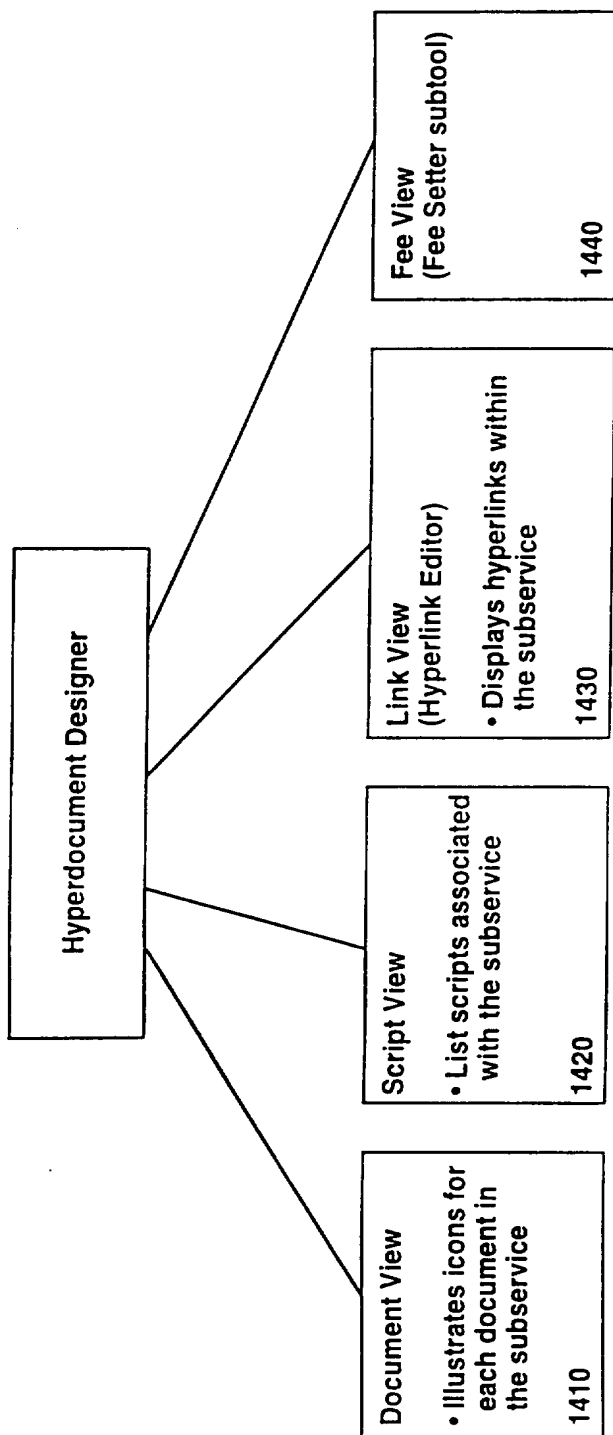 Hyperdocument Designer
Document View
• Illustrates icons for
each document in
the subservice
1410
Script View
• List scripts associated
with the subservice
1420
Link View
(Hyperlink Editor)
• Displays hyperlinks within
the subservice
1430
Fee View
(Fee Setter subtool)
1440